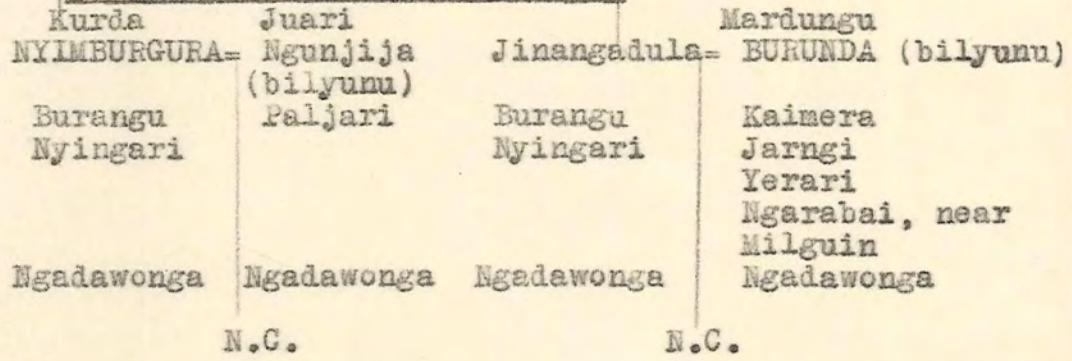 Kurda Juari Mardungu
NYIMBURGURA= Ngunjija Jinangadula= BURUNDA (bilyunu)
(bilyunu)
Burangu Paljari Burangu Kaimera
Nyingari Nyingari Jarngi
Yerari
Ngarabai, near
Milguin
Ngadawonga Ngadawonga Ngadawonga Ngadawonga
N.C. N.C.